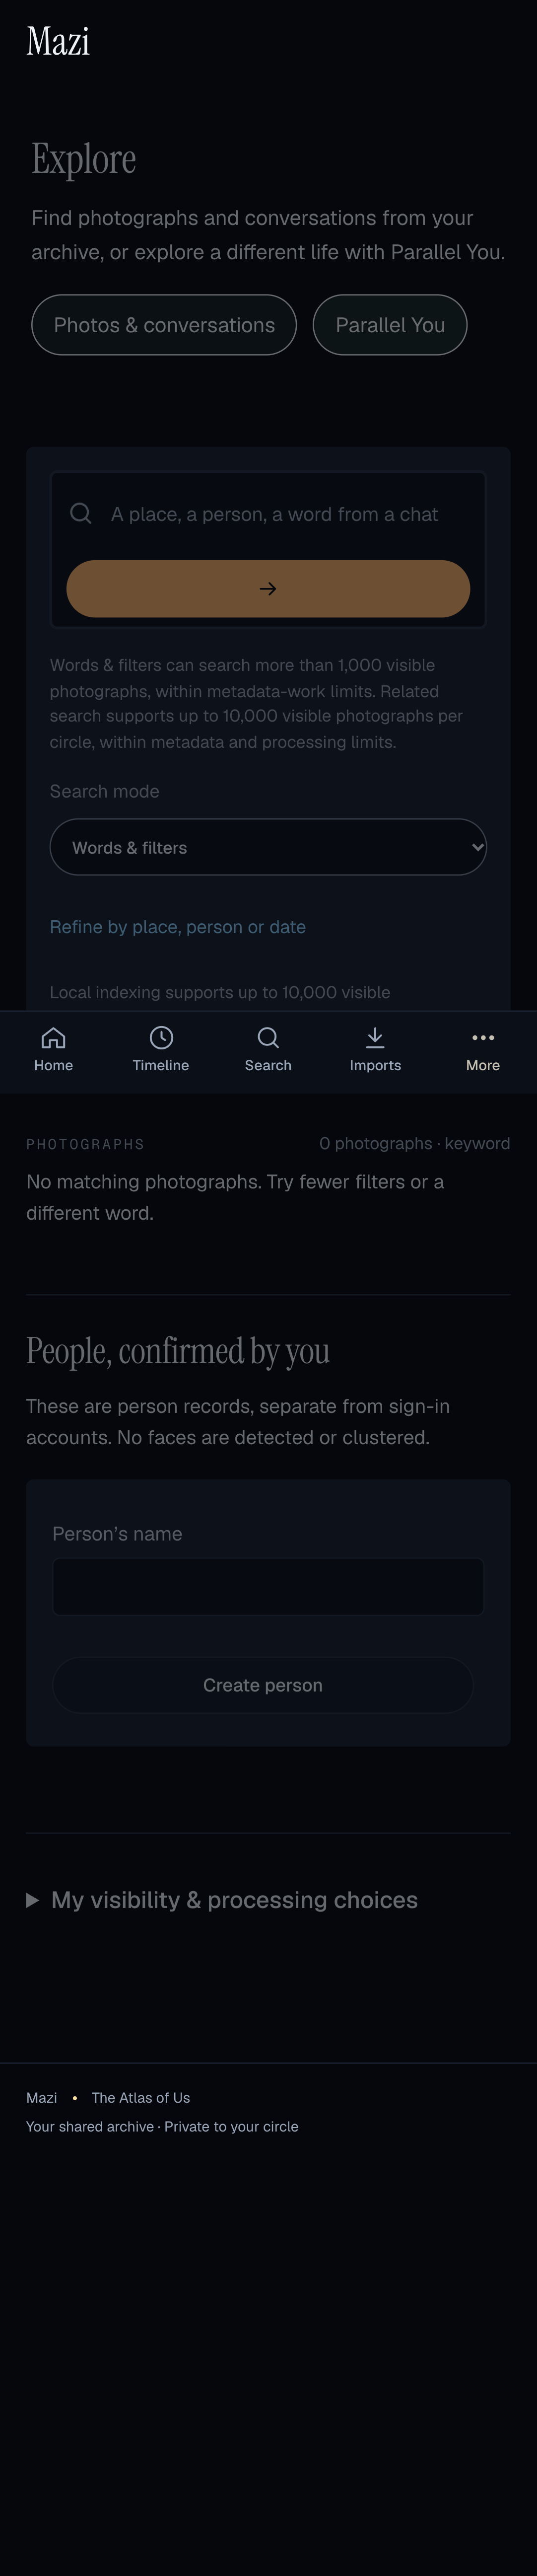 Mazi
Explore
Find photographs and conversations from your
archive, or explore a different life with Parallel You.
Photos & conversations
Parallel You
A place, a person, a word from a chat
→
Words & filters can search more than 1,000 visible
photographs, within metadata-work limits. Related
search supports up to 10,000 visible photographs per
circle, within metadata and processing limits.
Search mode
Words & filters
Refine by place, person or date
Local indexing supports up to 10,000 visible
Home
Timeline
Search
Imports
More
PHOTOGRAPHS
0 photographs · keyword
No matching photographs. Try fewer filters or a
different word.
People, confirmed by you
These are person records, separate from sign-in
accounts. No faces are detected or clustered.
Person’s name
Create person
My visibility & processing choices
Mazi • The Atlas of Us
Your shared archive · Private to your circle